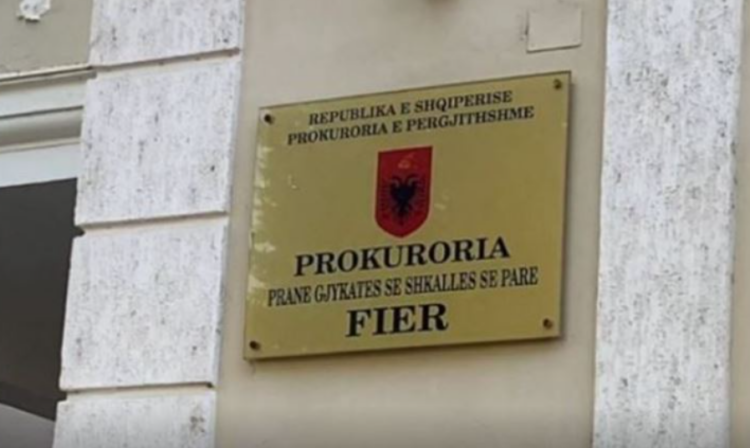 REPUBLIKA E SHQIPERISE
PROKURORIA E PERGJITHSHME
PROKURORIA
PRANE GJYKATES SE SHKALLES SE PARE
FIER